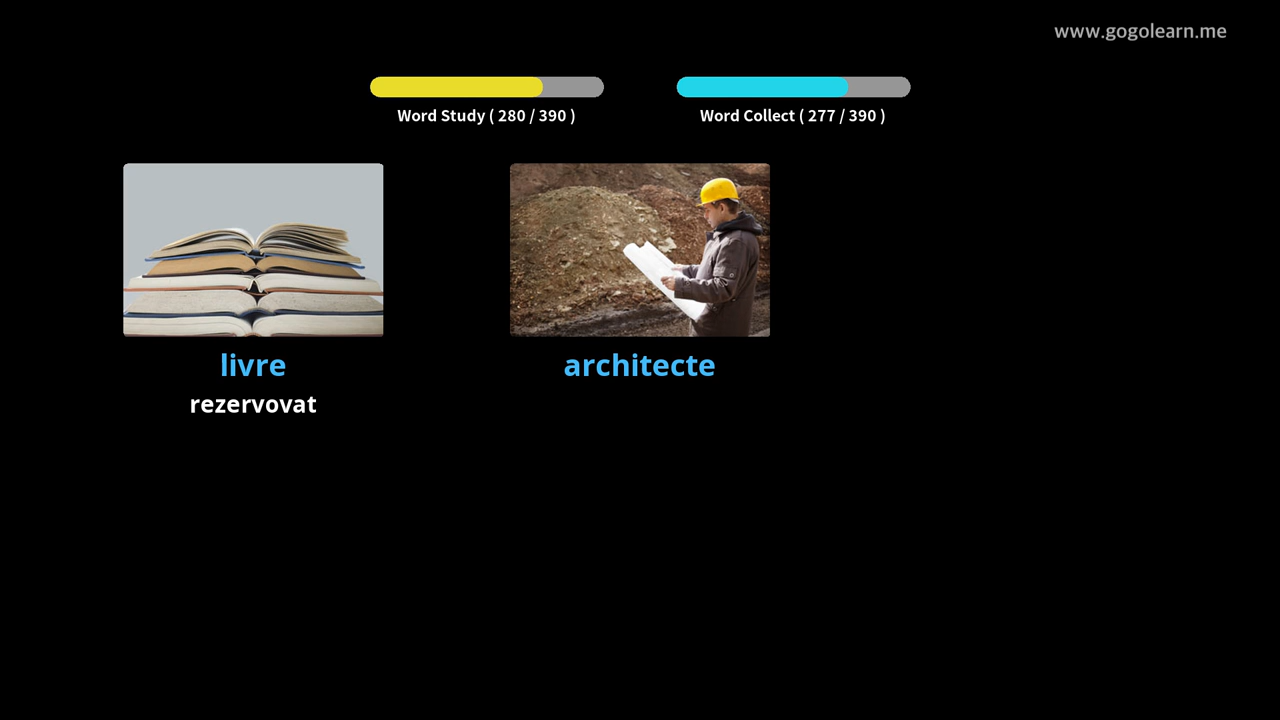 www.gogolearn.me
Word Study ( 280 / 390 )
Word Collect ( 277 / 390 )
livre
architecte
rezervovat